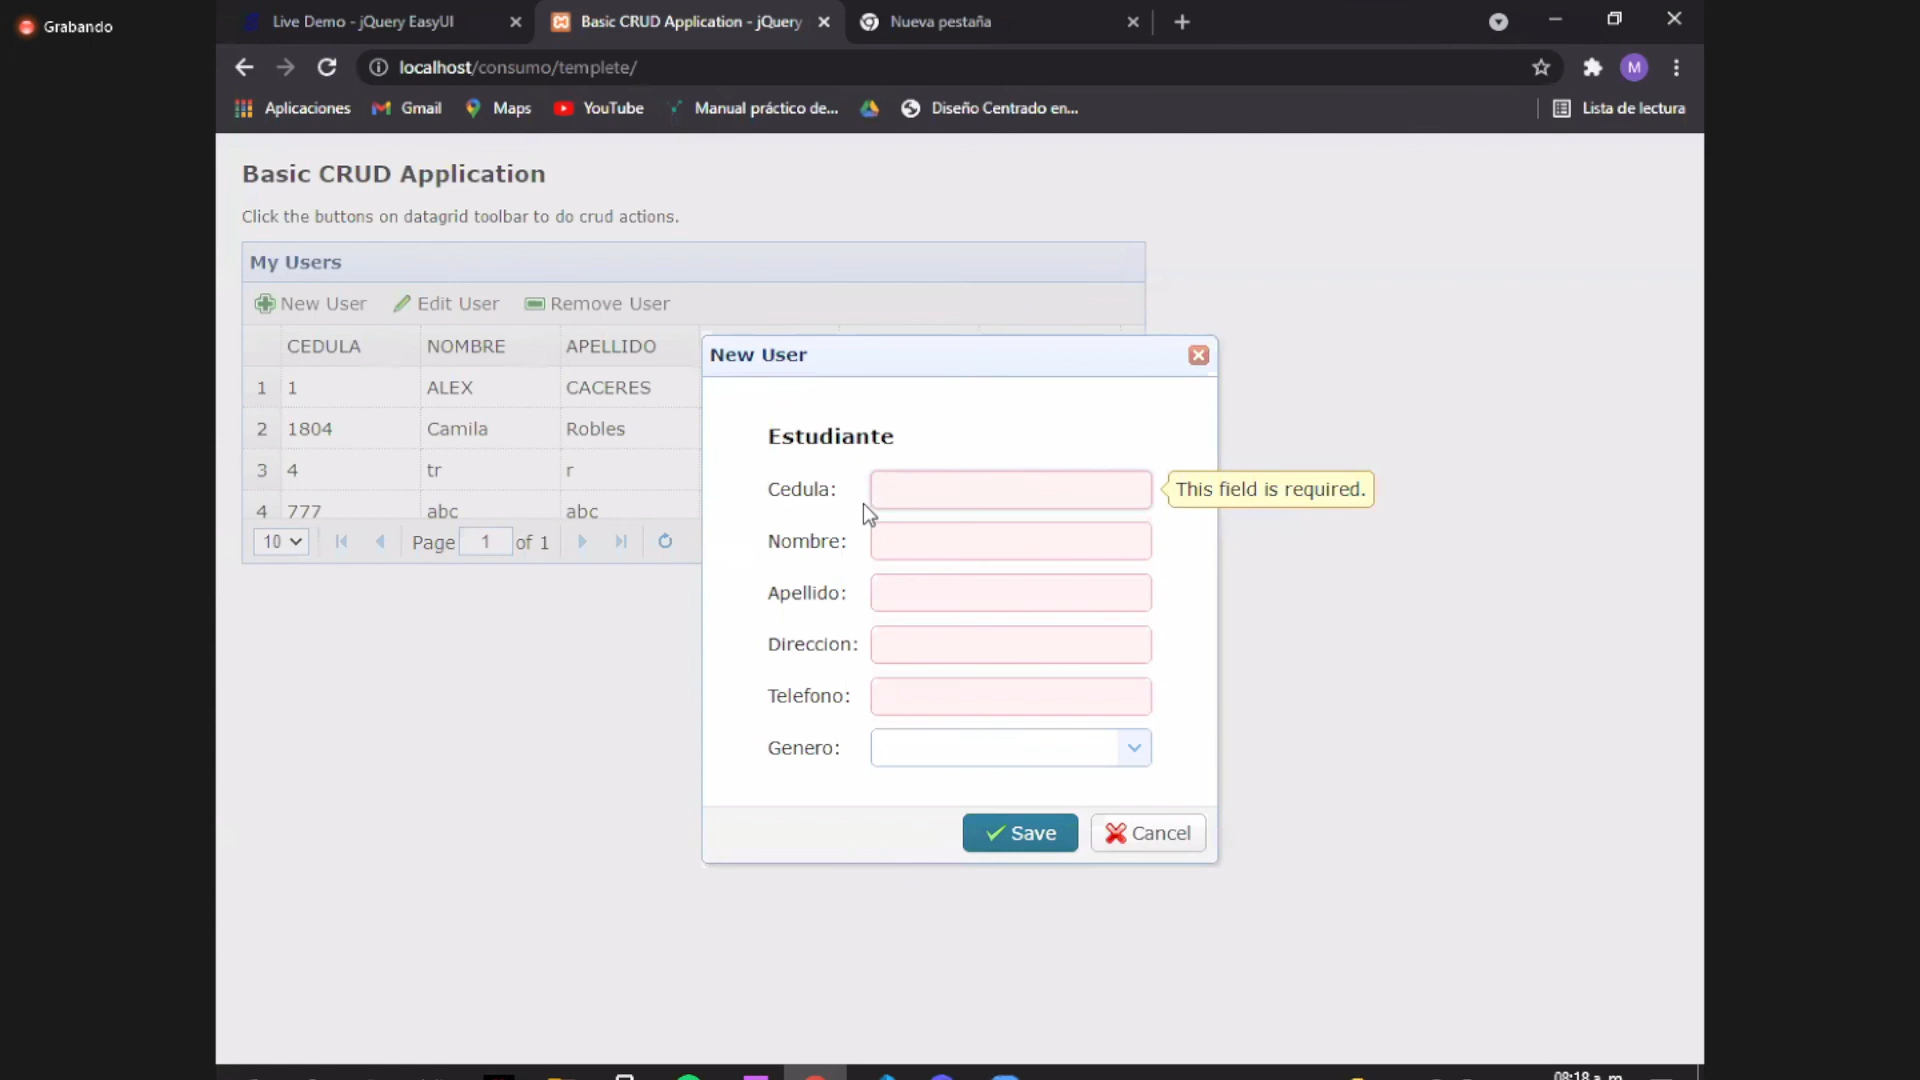 Grabando
Live Demo - jQuery EasyUI
Basic CRUD Application - jQuery
Nueva pestaña
localhost/consumo/templete/
M
Aplicaciones
Gmail
Maps
YouTube
Manual práctico de...
Diseño Centrado en...
Lista de lectura
Basic CRUD Application
Click the buttons on datagrid toolbar to do crud actions.
My Users
New User
Edit User
Remove User
CEDULA NOMBRE APELLIDO
1 1 ALEX CACERES
2 1804 Camila Robles
3 4 tr r
4 777 abc abc
10 Page 1 of 1
New User
Estudiante
Cedula:
This field is required.
Nombre:
Apellido:
Direccion:
Telefono:
Genero:
Save
Cancel
08:18 a. m.